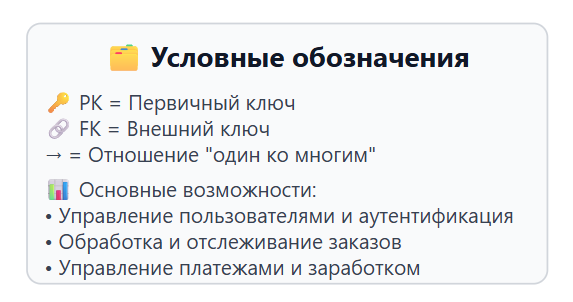 🗂️ Условные обозначения
🔑 PK = Первичный ключ
🔗 FK = Внешний ключ
→ = Отношение "один ко многим"
📊 Основные возможности:
• Управление пользователями и аутентификация
• Обработка и отслеживание заказов
• Управление платежами и заработком